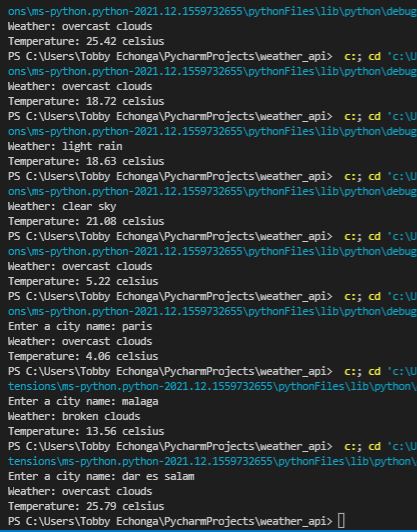 ons\ms-python.python-2021.12.1559732655\pythonFiles\lib\python\debug
Weather: overcast clouds
Temperature: 25.42 celsius
PS C:\Users\Tobby Echonga\PycharmProjects\weather_api>  c:; cd 'c:\U
ons\ms-python.python-2021.12.1559732655\pythonFiles\lib\python\debug
Weather: overcast clouds
Temperature: 18.72 celsius
PS C:\Users\Tobby Echonga\PycharmProjects\weather_api>  c:; cd 'c:\U
ons\ms-python.python-2021.12.1559732655\pythonFiles\lib\python\debug
Weather: light rain
Temperature: 18.63 celsius
PS C:\Users\Tobby Echonga\PycharmProjects\weather_api>  c:; cd 'c:\U
ons\ms-python.python-2021.12.1559732655\pythonFiles\lib\python\debug
Weather: clear sky
Temperature: 21.08 celsius
PS C:\Users\Tobby Echonga\PycharmProjects\weather_api>  c:; cd 'c:\U
ons\ms-python.python-2021.12.1559732655\pythonFiles\lib\python\debug
Weather: overcast clouds
Temperature: 5.22 celsius
PS C:\Users\Tobby Echonga\PycharmProjects\weather_api>  c:; cd 'c:\U
ons\ms-python.python-2021.12.1559732655\pythonFiles\lib\python\debug
Enter a city name: paris
Weather: overcast clouds
Temperature: 4.06 celsius
PS C:\Users\Tobby Echonga\PycharmProjects\weather_api>  c:; cd 'c:\U
tensions\ms-python.python-2021.12.1559732655\pythonFiles\lib\python\
Enter a city name: malaga
Weather: broken clouds
Temperature: 13.56 celsius
PS C:\Users\Tobby Echonga\PycharmProjects\weather_api>  c:; cd 'c:\U
tensions\ms-python.python-2021.12.1559732655\pythonFiles\lib\python\
Enter a city name: dar es salam
Weather: overcast clouds
Temperature: 25.79 celsius
PS C:\Users\Tobby Echonga\PycharmProjects\weather_api>